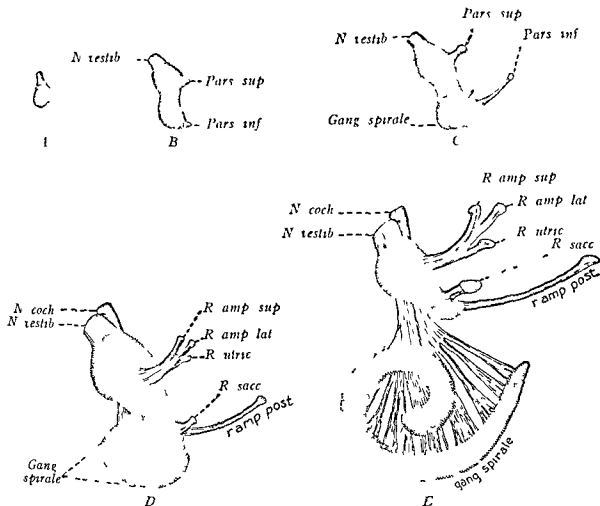 N vestib
Pars sup
Pars inf
B
Pars sup
N vestib
Pars inf
Gang spirale
C
R amp sup
N coch
R amp lat
N vestib
R utric
R sacc
ramp post
gang spirale
E
N coch
N vestib
R amp sup
R amp lat
R utric
R sacc
ramp post
Gang
spirale
D